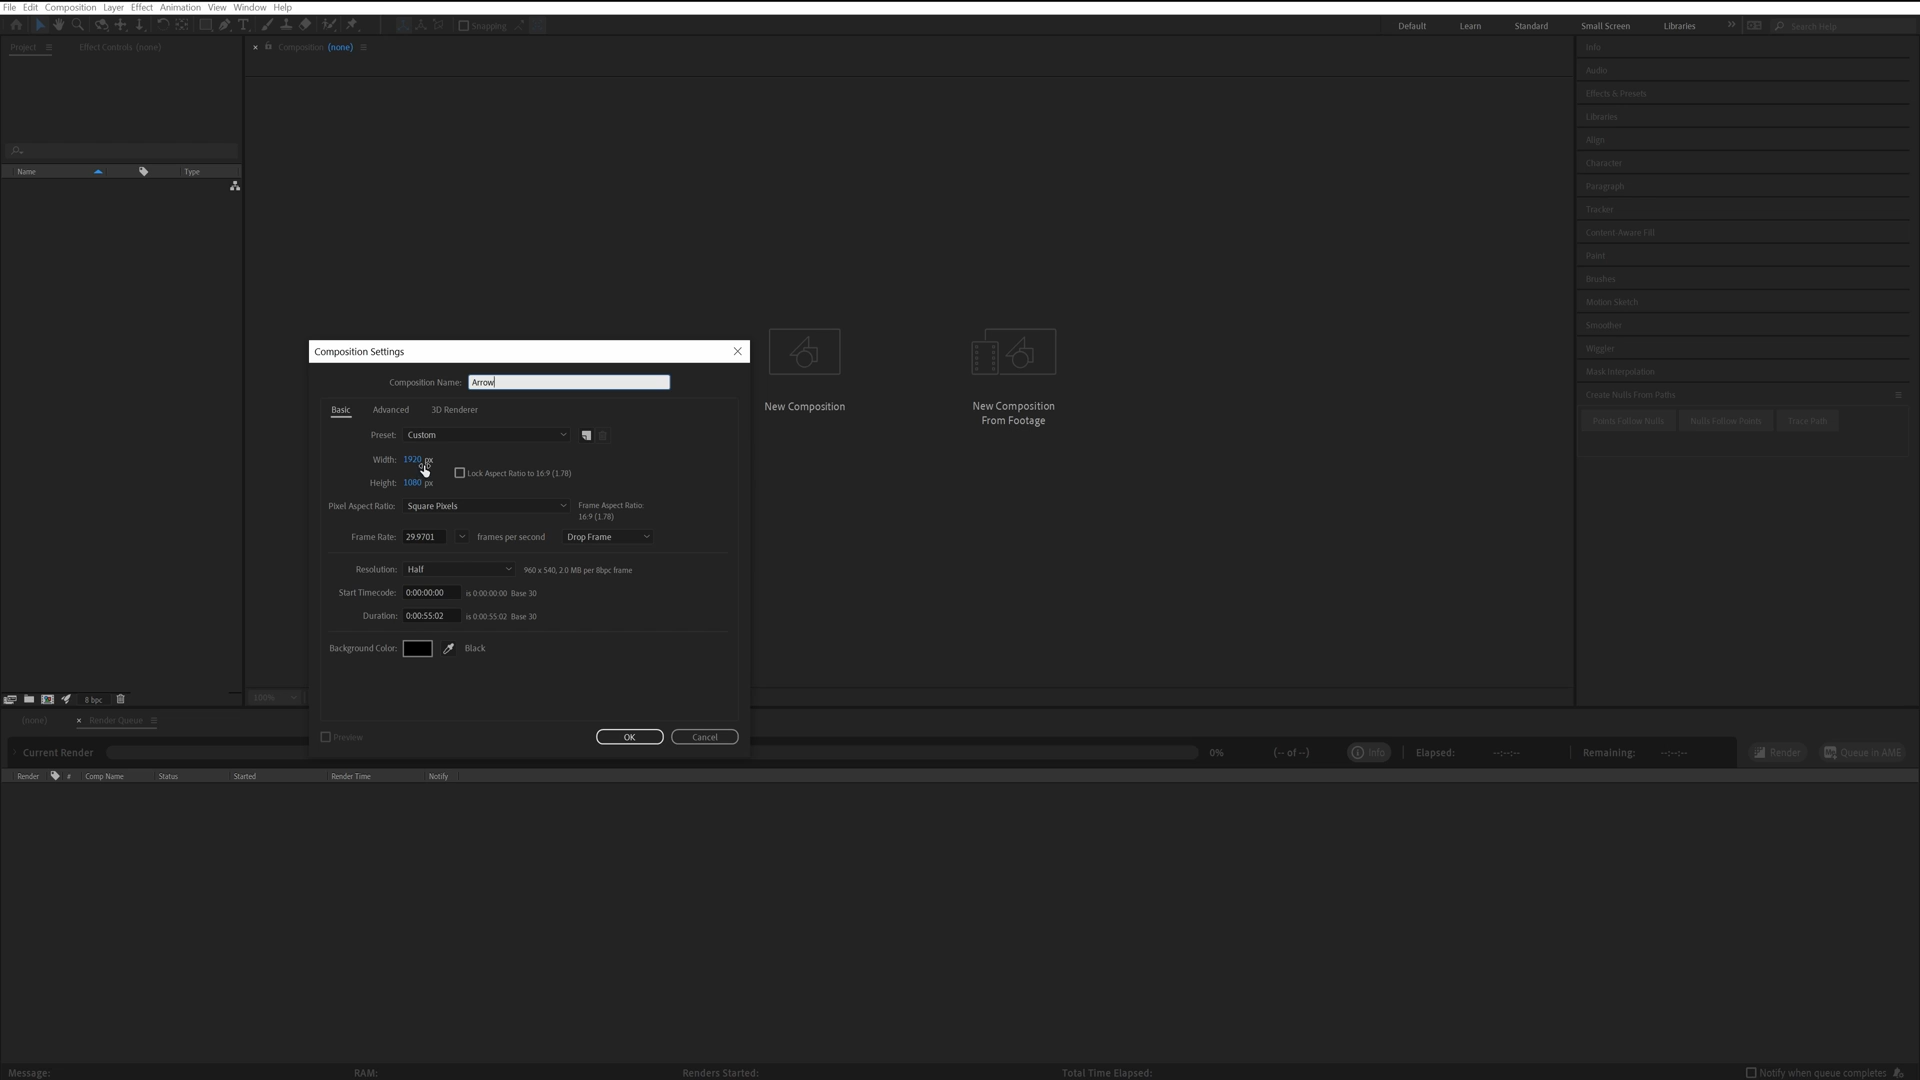 File Edit Composition Layer Effect Animation View Window Help
Snapping Default Learn Standard Small Screen Libraries Search Help
Project Effect Controls (none) Composition (none) Info
Audio
Effects & Presets
Libraries
Align
Name Type
Character
Paragraph
Tracker
Content-Aware Fill
Paint
Brushes
Motion Sketch
Smoother
Wiggler
Mask Interpolation
Create Nulls From Paths
Points Follow Nulls Nulls Follow Points Trace Path
New Composition
New Composition
From Footage
Composition Settings
Composition Name: Arrow
Basic Advanced 3D Renderer
Preset: Custom
Width: 1920 px
Lock Aspect Ratio to 16:9 (1.78)
Height: 1080 px
Pixel Aspect Ratio: Square Pixels Frame Aspect Ratio:
16:9 (1.78)
Frame Rate: 29.9701 frames per second Drop Frame
Resolution: Half 960 x 540, 2.0 MB per 8bpc frame
Start Timecode: 0:00:00:00 is 0:00:00:00 Base 30
Duration: 0:00:55:02 is 0:00:55:02 Base 30
Background Color: Black
Preview OK Cancel
8 bpc 100%
(none) Render Queue
Current Render 0% (-- of --) Info Elapsed: --:--:-- Remaining: --:--:-- Render Queue in AME
Render # Comp Name Status Started Render Time Notify
Message: RAM: Renders Started: Total Time Elapsed: Notify when queue completes